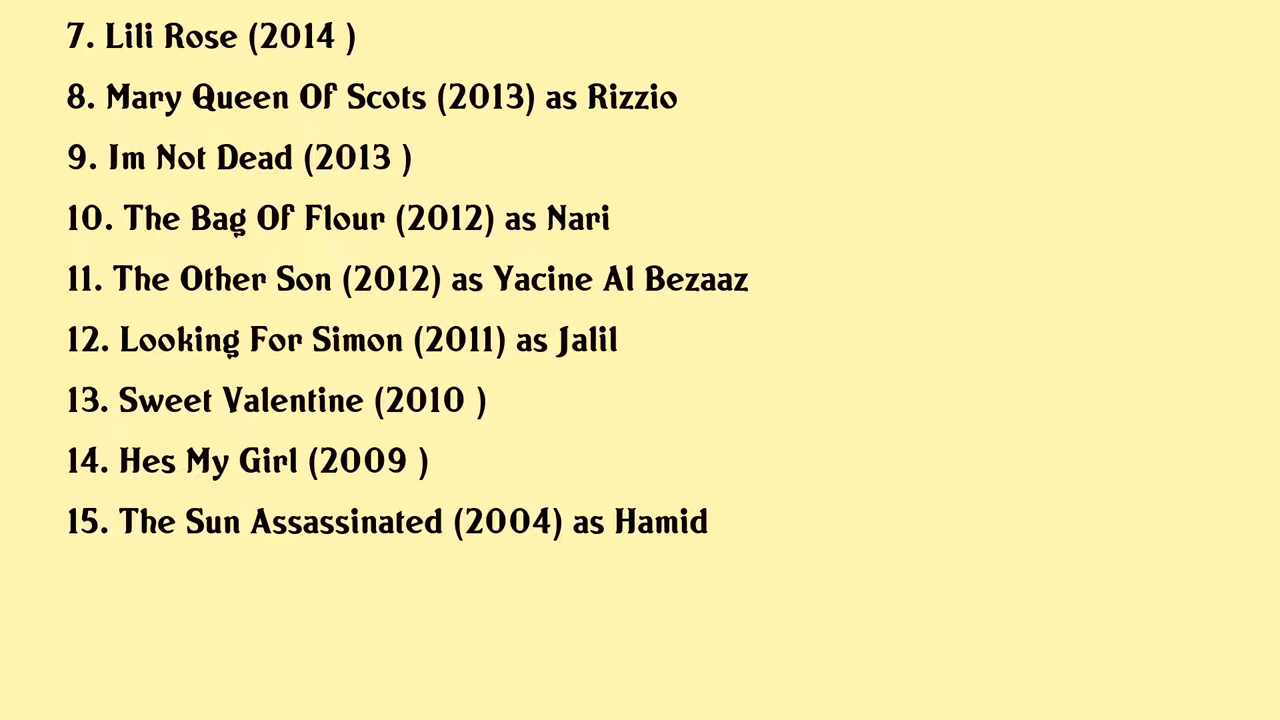 7. Lili Rose (2014 )
8. Mary Queen Of Scots (2013) as Rizzio
9. Im Not Dead (2013 )
10. The Bag Of Flour (2012) as Nari
11. The Other Son (2012) as Yacine Al Bezaaz
12. Looking For Simon (2011) as Jalil
13. Sweet Valentine (2010 )
14. Hes My Girl (2009 )
15. The Sun Assassinated (2004) as Hamid